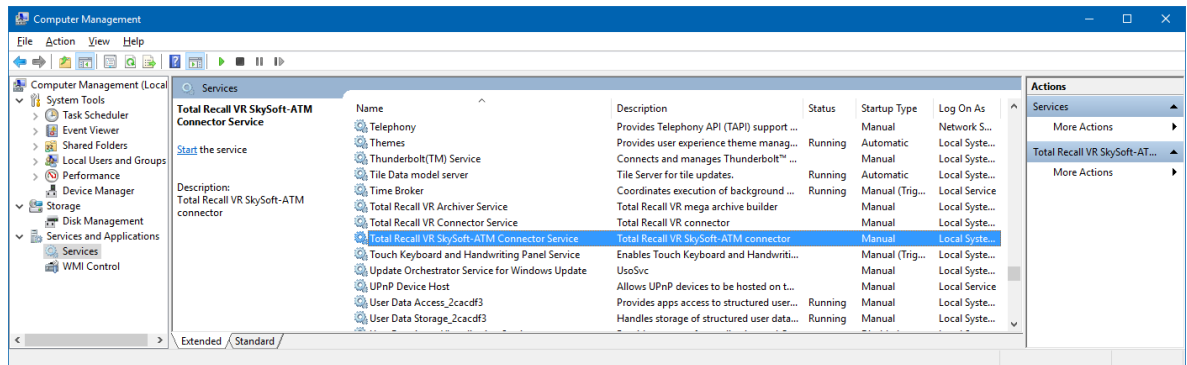 Computer Management
File Action View Help
Computer Management (Local
System Tools
Task Scheduler
Event Viewer
Shared Folders
Local Users and Groups
Performance
Device Manager
Storage
Disk Management
Services and Applications
Services
WMI Control
Services
Total Recall VR SkySoft-ATM
Connector Service
Start the service
Description:
Total Recall VR SkySoft-ATM
connector
Name Description Status Startup Type Log On As
Telephony Provides Telephony API (TAPI) support ... Manual Network S...
Themes Provides user experience theme manag... Running Automatic Local Syste...
Thunderbolt(TM) Service Connects and manages Thunderbolt™ ... Manual Local Syste...
Tile Data model server Tile Server for tile updates. Running Automatic Local Syste...
Time Broker Coordinates execution of background ... Running Manual (Trig... Local Service
Total Recall VR Archiver Service Total Recall VR mega archive builder Manual Local Syste...
Total Recall VR Connector Service Total Recall VR connector Manual Local Syste...
Total Recall VR SkySoft-ATM Connector Service Total Recall VR SkySoft-ATM connector Manual Local Syste...
Touch Keyboard and Handwriting Panel Service Enables Touch Keyboard and Handwriti... Manual (Trig... Local Syste...
Update Orchestrator Service for Windows Update UsoSvc Manual Local Syste...
UPnP Device Host Allows UPnP devices to be hosted on t... Manual Local Service
User Data Access_2cacdf3 Provides apps access to structured user... Running Manual Local Syste...
User Data Storage_2cacdf3 Handles storage of structured user data... Running Manual Local Syste...
Extended Standard
Actions
Services
More Actions
Total Recall VR SkySoft-AT...
More Actions